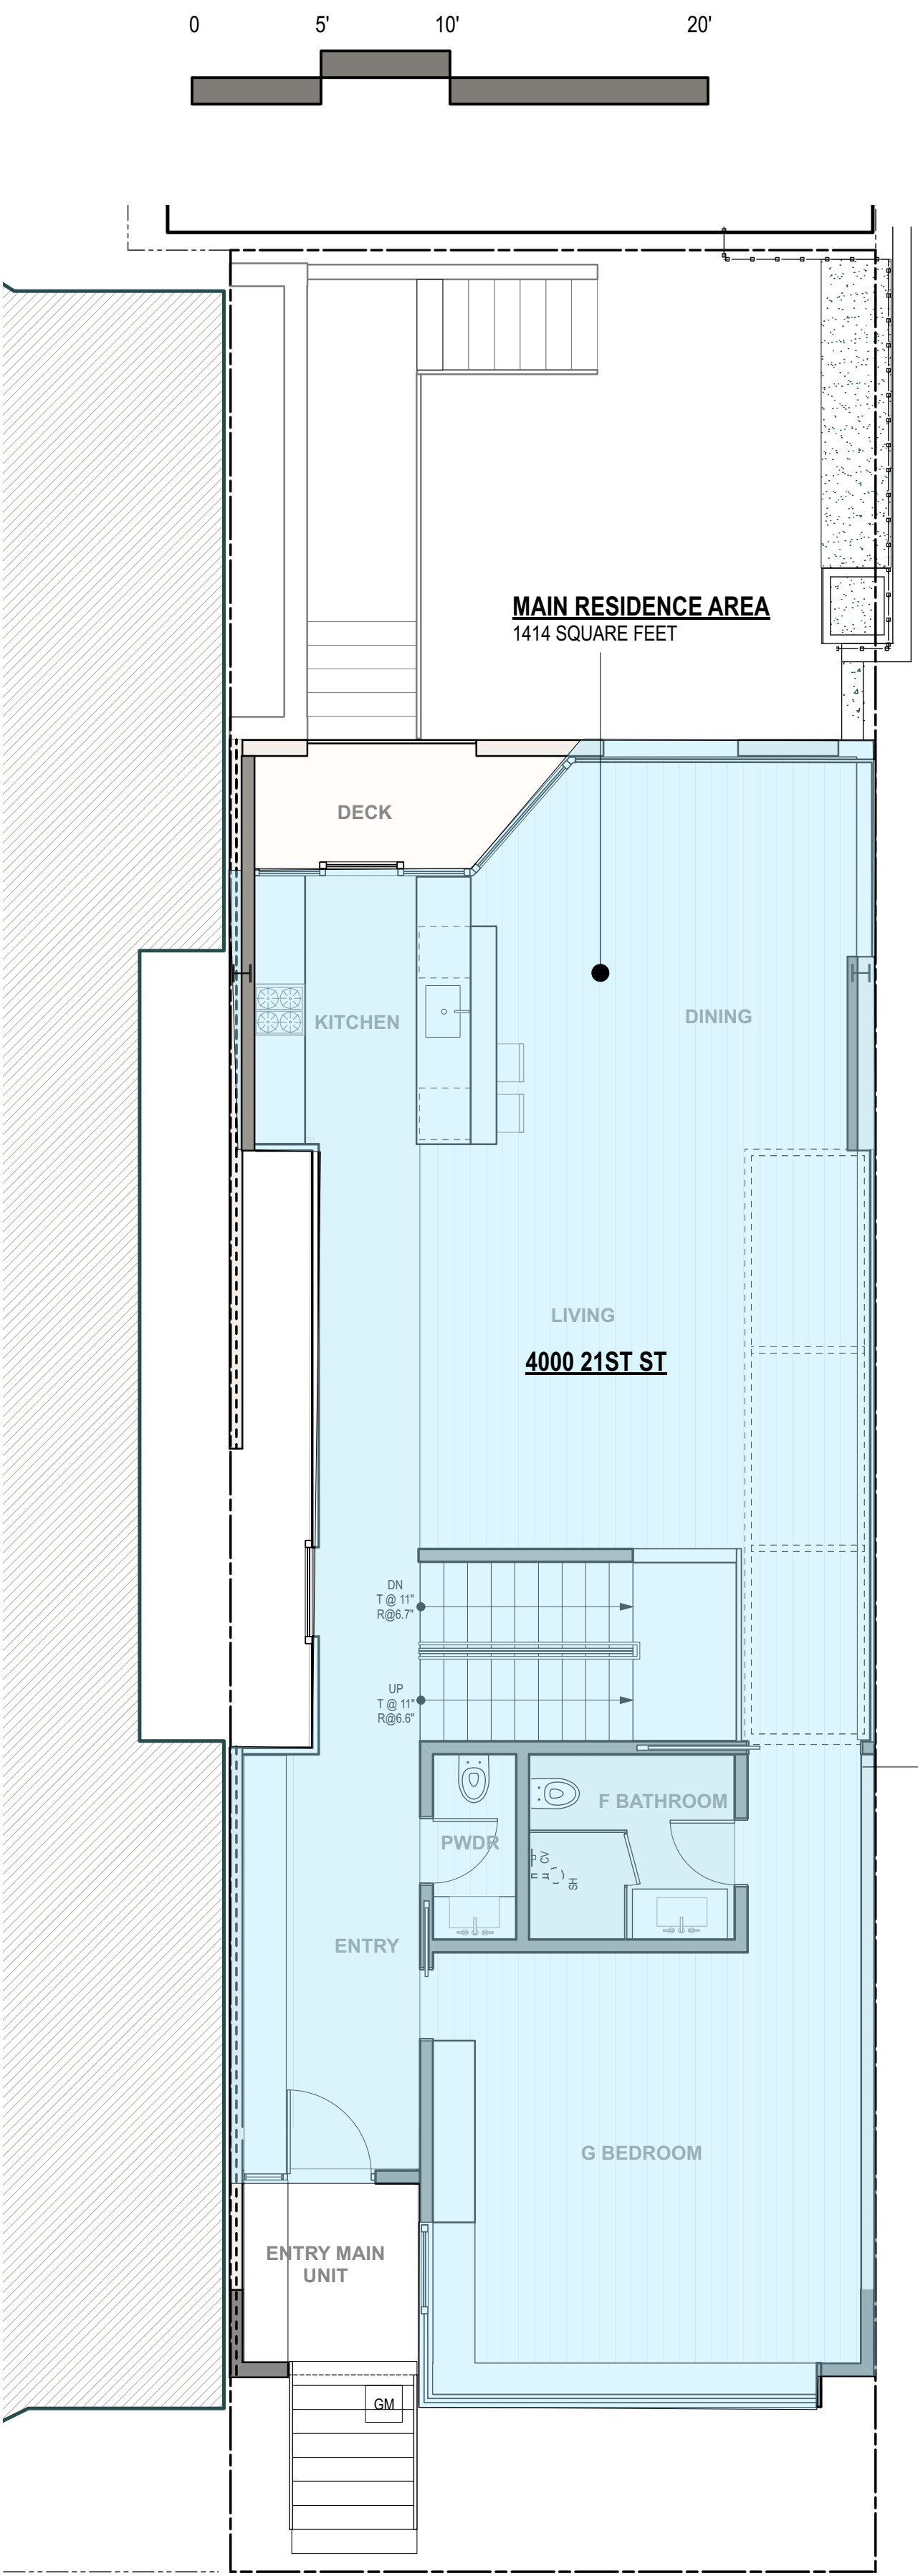 0 5' 10' 20'
MAIN RESIDENCE AREA
1414 SQUARE FEET
DECK
KITCHEN
DINING
LIVING
4000 21ST ST
DN
T @ 11"
R@6.7"
UP
T @ 11"
R@6.6"
F BATHROOM
PWDR
CV
SH
ENTRY
G BEDROOM
ENTRY MAIN
UNIT
GM